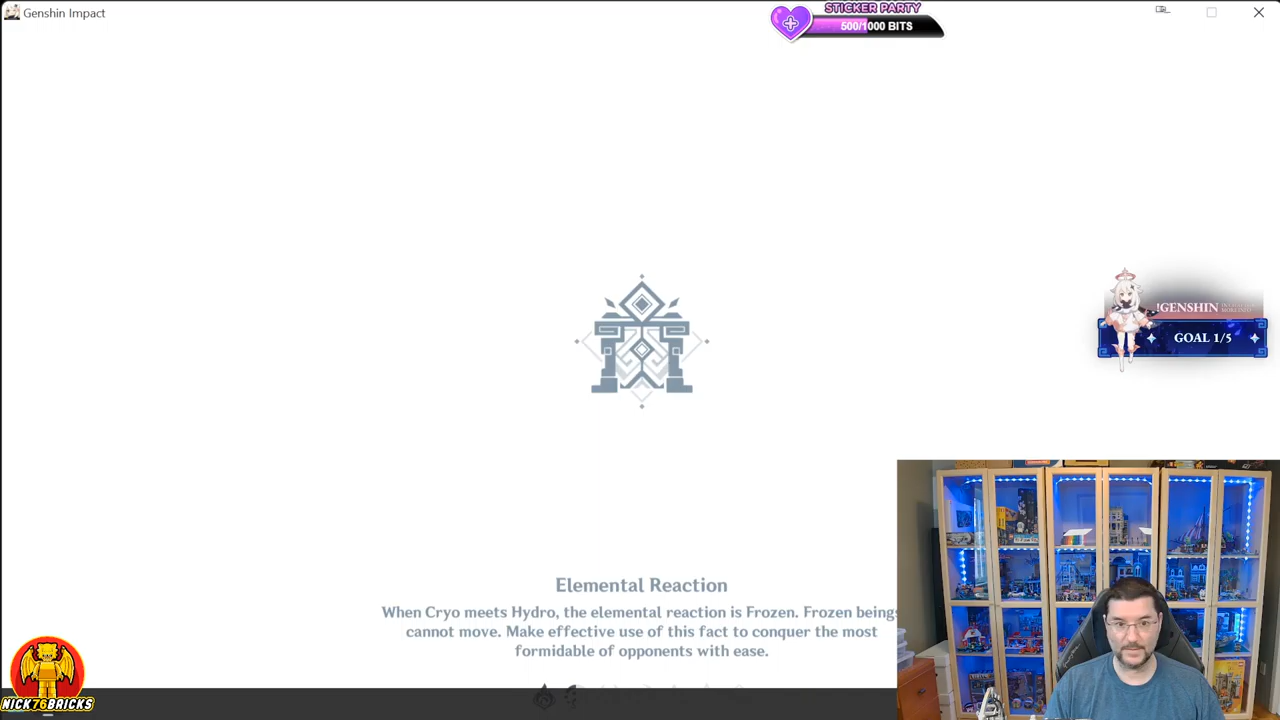 Genshin Impact
STICKER PARTY
500/1000 BITS
!GENSHIN
GOAL 1/5
Elemental Reaction
When Cryo meets Hydro, the elemental reaction is Frozen. Frozen beings
cannot move. Make effective use of this fact to conquer the most
formidable of opponents with ease.
NICK76BRICKS